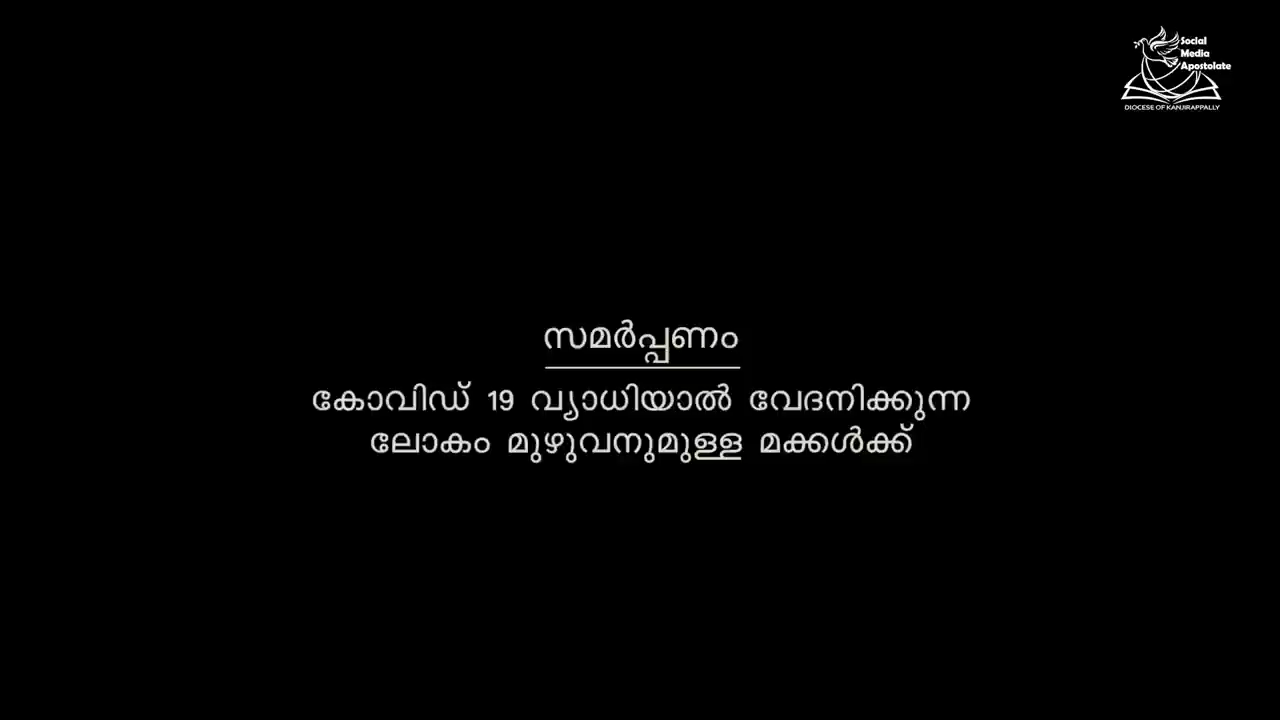 Social
Media
Apostolate
DIOCESE OF KANJIRAPPALLY
സമർപ്പണം
കോവിഡ് 19 വ്യാധിയാൽ വേദനിക്കുന്ന
ലോകം മുഴുവനുമുള്ള മക്കൾക്ക്